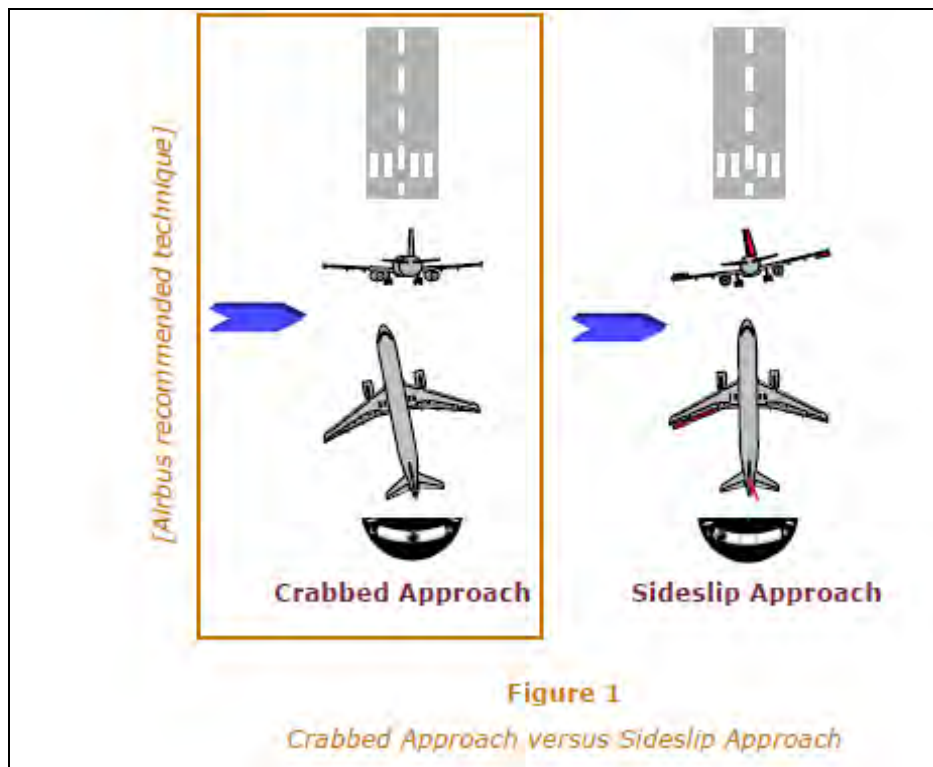 [Airbus recommended technique]
Crabbed Approach
Sideslip Approach
Figure 1
Crabbed Approach versus Sideslip Approach